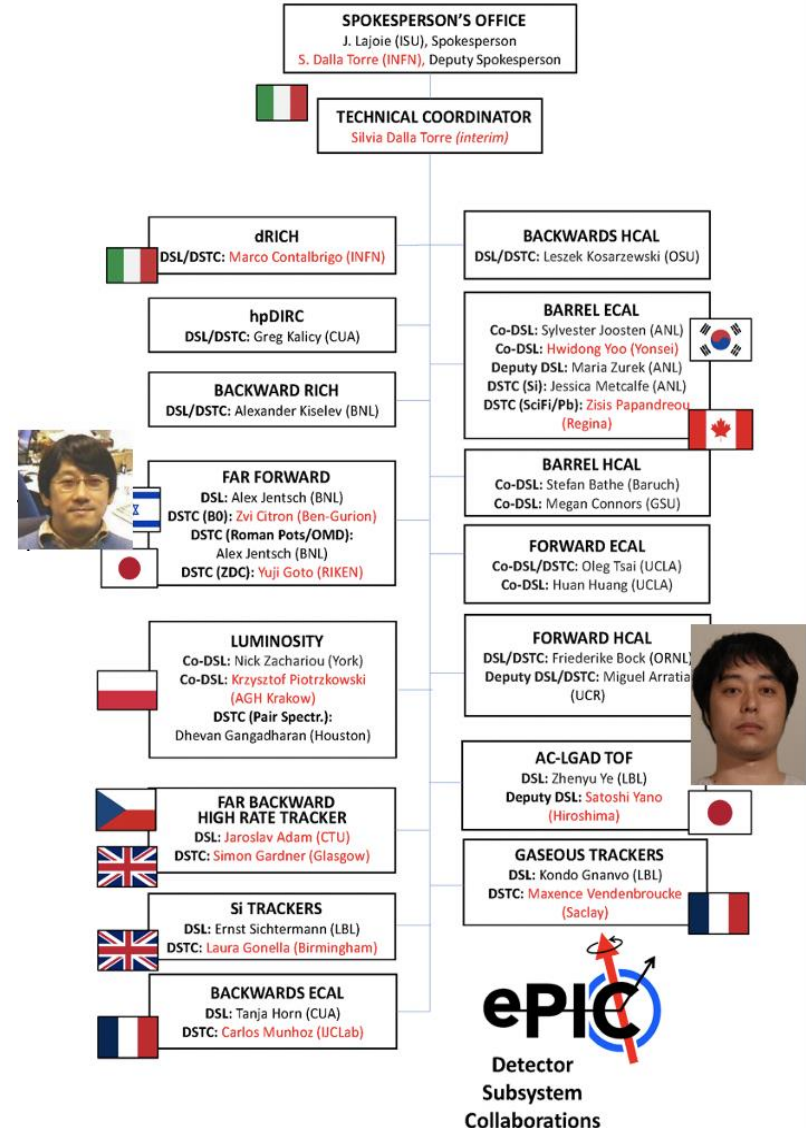 SPOKESPERSON'S OFFICE
J. Lajoie (ISU), Spokesperson
S. Dalla Torre (INFN), Deputy Spokesperson
TECHNICAL COORDINATOR
Silvia Dalla Torre (interim)
dRICH
DSL/DSTC: Marco Contalbrigo (INFN)
hpDIRC
DSL/DSTC: Greg Kalicy (CUA)
BACKWARD RICH
DSL/DSTC: Alexander Kiselev (BNL)
FAR FORWARD
DSL: Alex Jentsch (BNL)
DSTC (B0): Zvi Citron (Ben-Gurion)
DSTC (Roman Pots/OMD):
Alex Jentsch (BNL)
DSTC (ZDC): Yuji Goto (RIKEN)
LUMINOSITY
Co-DSL: Nick Zachariou (York)
Co-DSL: Krzysztof Piotrzkowski
(AGH Krakow)
DSTC (Pair Spectr.):
Dhevan Gangadharan (Houston)
FAR BACKWARD
HIGH RATE TRACKER
DSL: Jaroslav Adam (CTU)
DSTC: Simon Gardner (Glasgow)
Si TRACKERS
DSL: Ernst Sichtermann (LBL)
DSTC: Laura Gonella (Birmingham)
BACKWARDS ECAL
DSL: Tanja Horn (CUA)
DSTC: Carlos Munhoz (IJCLab)
BACKWARDS HCAL
DSL/DSTC: Leszek Kosarzewski (OSU)
BARREL ECAL
Co-DSL: Sylvester Joosten (ANL)
Co-DSL: Hwidong Yoo (Yonsei)
Deputy DSL: Maria Zurek (ANL)
DSTC (Si): Jessica Metcalfe (ANL)
DSTC (SciFi/Pb): Zisis Papandreou
(Regina)
BARREL HCAL
Co-DSL: Stefan Bathe (Baruch)
Co-DSL: Megan Connors (GSU)
FORWARD ECAL
Co-DSL/DSTC: Oleg Tsai (UCLA)
Co-DSL: Huan Huang (UCLA)
FORWARD HCAL
DSL/DSTC: Friederike Bock (ORNL)
Deputy DSL/DSTC: Miguel Arratia
(UCR)
AC-LGAD TOF
DSL: Zhenyu Ye (LBL)
Deputy DSL: Satoshi Yano
(Hiroshima)
GASEOUS TRACKERS
DSL: Kondo Gnanvo (LBL)
DSTC: Maxence Vendenbroucke
(Saclay)
ePIC
Detector
Subsystem
Collaborations